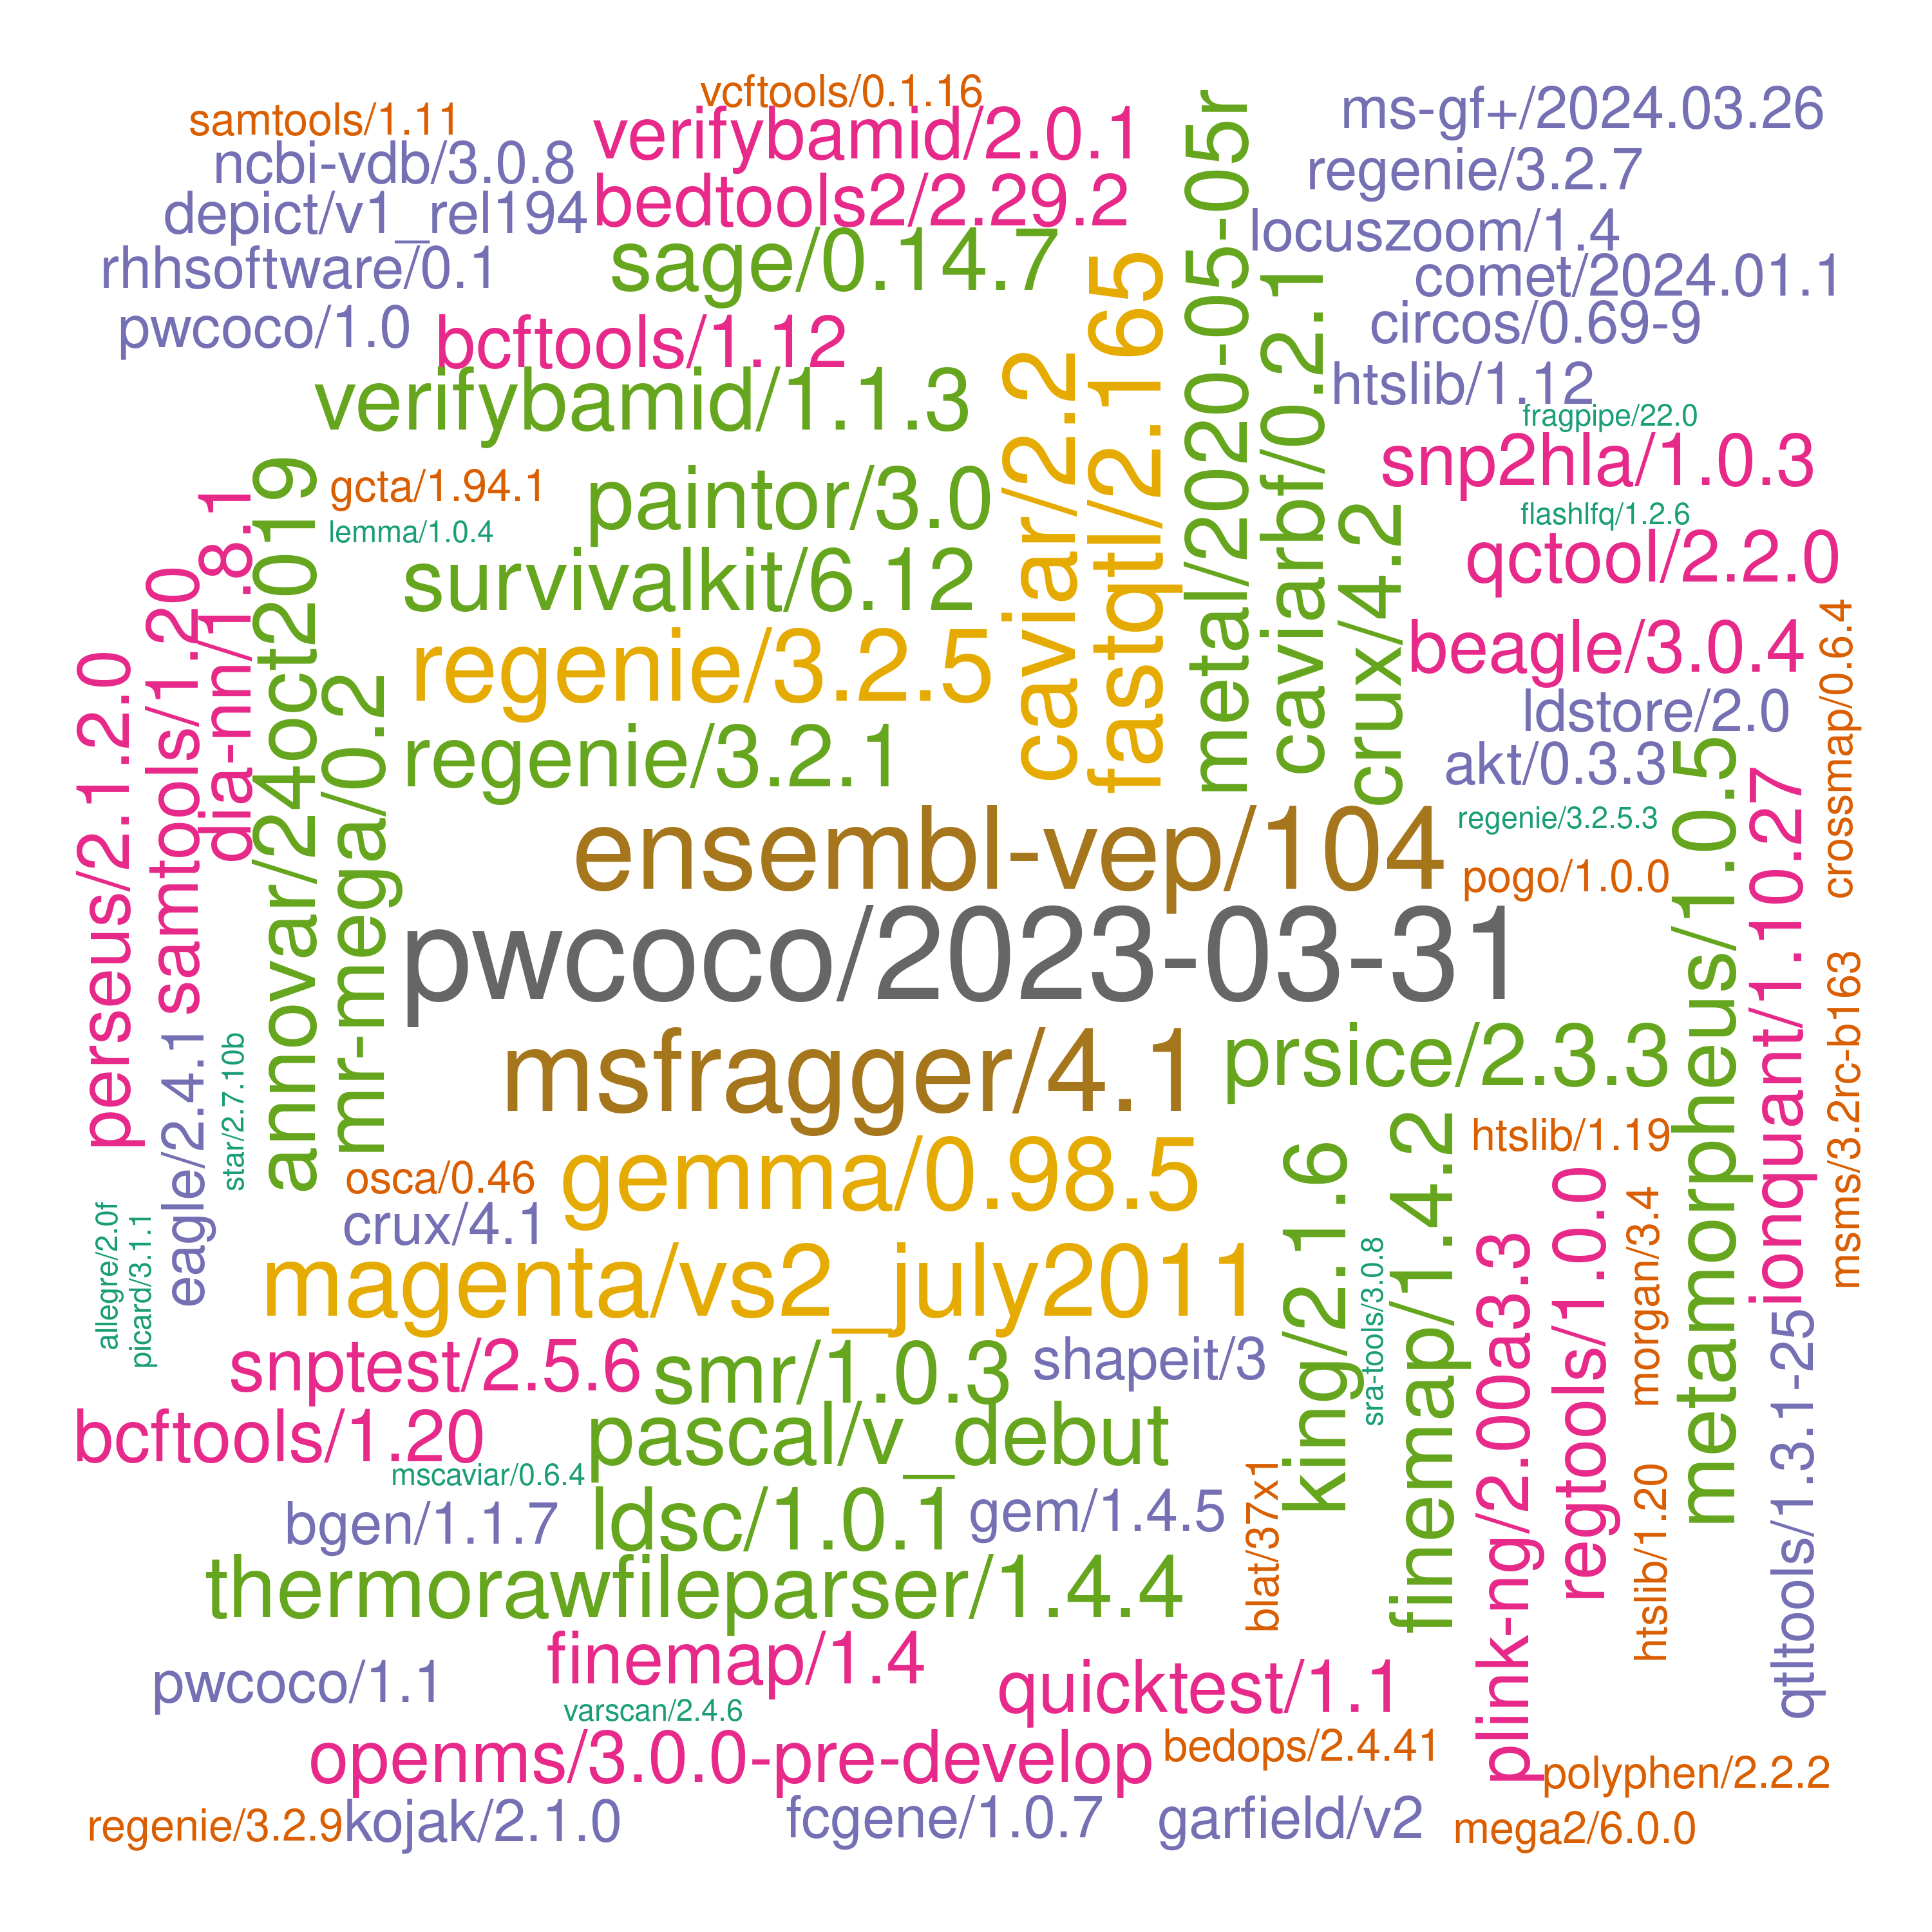 vcftools/0.1.16
samtools/1.11
verifybamid/2.0.1
ms-gf+/2024.03.26
ncbi-vdb/3.0.8
regenie/3.2.7
depict/v1_rel194
bedtools2/2.29.2
locuszoom/1.4
rhhsoftware/0.1
sage/0.14.7
comet/2024.01.1
pwcoco/1.0
bcftools/1.12
circos/0.69-9
verifybamid/1.1.3
htslib/1.12
fragpipe/22.0
caviar/2.2
fastqtl/2.165
metal/2020-05-05r
caviarbf/0.2.1
crux/4.2
snp2hla/1.0.3
gcta/1.94.1
paintor/3.0
flashlfq/1.2.6
lemma/1.0.4
qctool/2.2.0
survivalkit/6.12
beagle/3.0.4
regenie/3.2.5
ldstore/2.0
regenie/3.2.1
akt/0.3.3
crossmap/0.6.4
perseus/2.1.2.0
samtools/1.20
dia-nn/1.8.1
annovar/24oct2019
mr-mega/0.2
regenie/3.2.5.3
ensembl-vep/104
pogo/1.0.0
pwcoco/2023-03-31
msfragger/4.1
prsice/2.3.3
metamorpheus/1.0.5
ionquant/1.10.27
msms/3.2rc-b163
eagle/2.4.1
star/2.7.10b
htslib/1.19
osca/0.46
gemma/0.98.5
crux/4.1
allegre/2.0f
picard/3.1.1
magenta/vs2_july2011
king/2.1.6
sra-tools/3.0.8
finemap/1.4.2
plink-ng/2.00a3.3
regtools/1.0.0
morgan/3.4
snptest/2.5.6
smr/1.0.3
shapeit/3
bcftools/1.20
pascal/v_debut
mscaviar/0.6.4
bgen/1.1.7
ldsc/1.0.1
gem/1.4.5
blat/37x1
htslib/1.20
qtltools/1.3.1-25
thermorawfileparser/1.4.4
finemap/1.4
pwcoco/1.1
quicktest/1.1
varscan/2.4.6
openms/3.0.0-pre-develop
bedops/2.4.41
polyphen/2.2.2
regenie/3.2.9
kojak/2.1.0
fcgene/1.0.7
garfield/v2
mega2/6.0.0